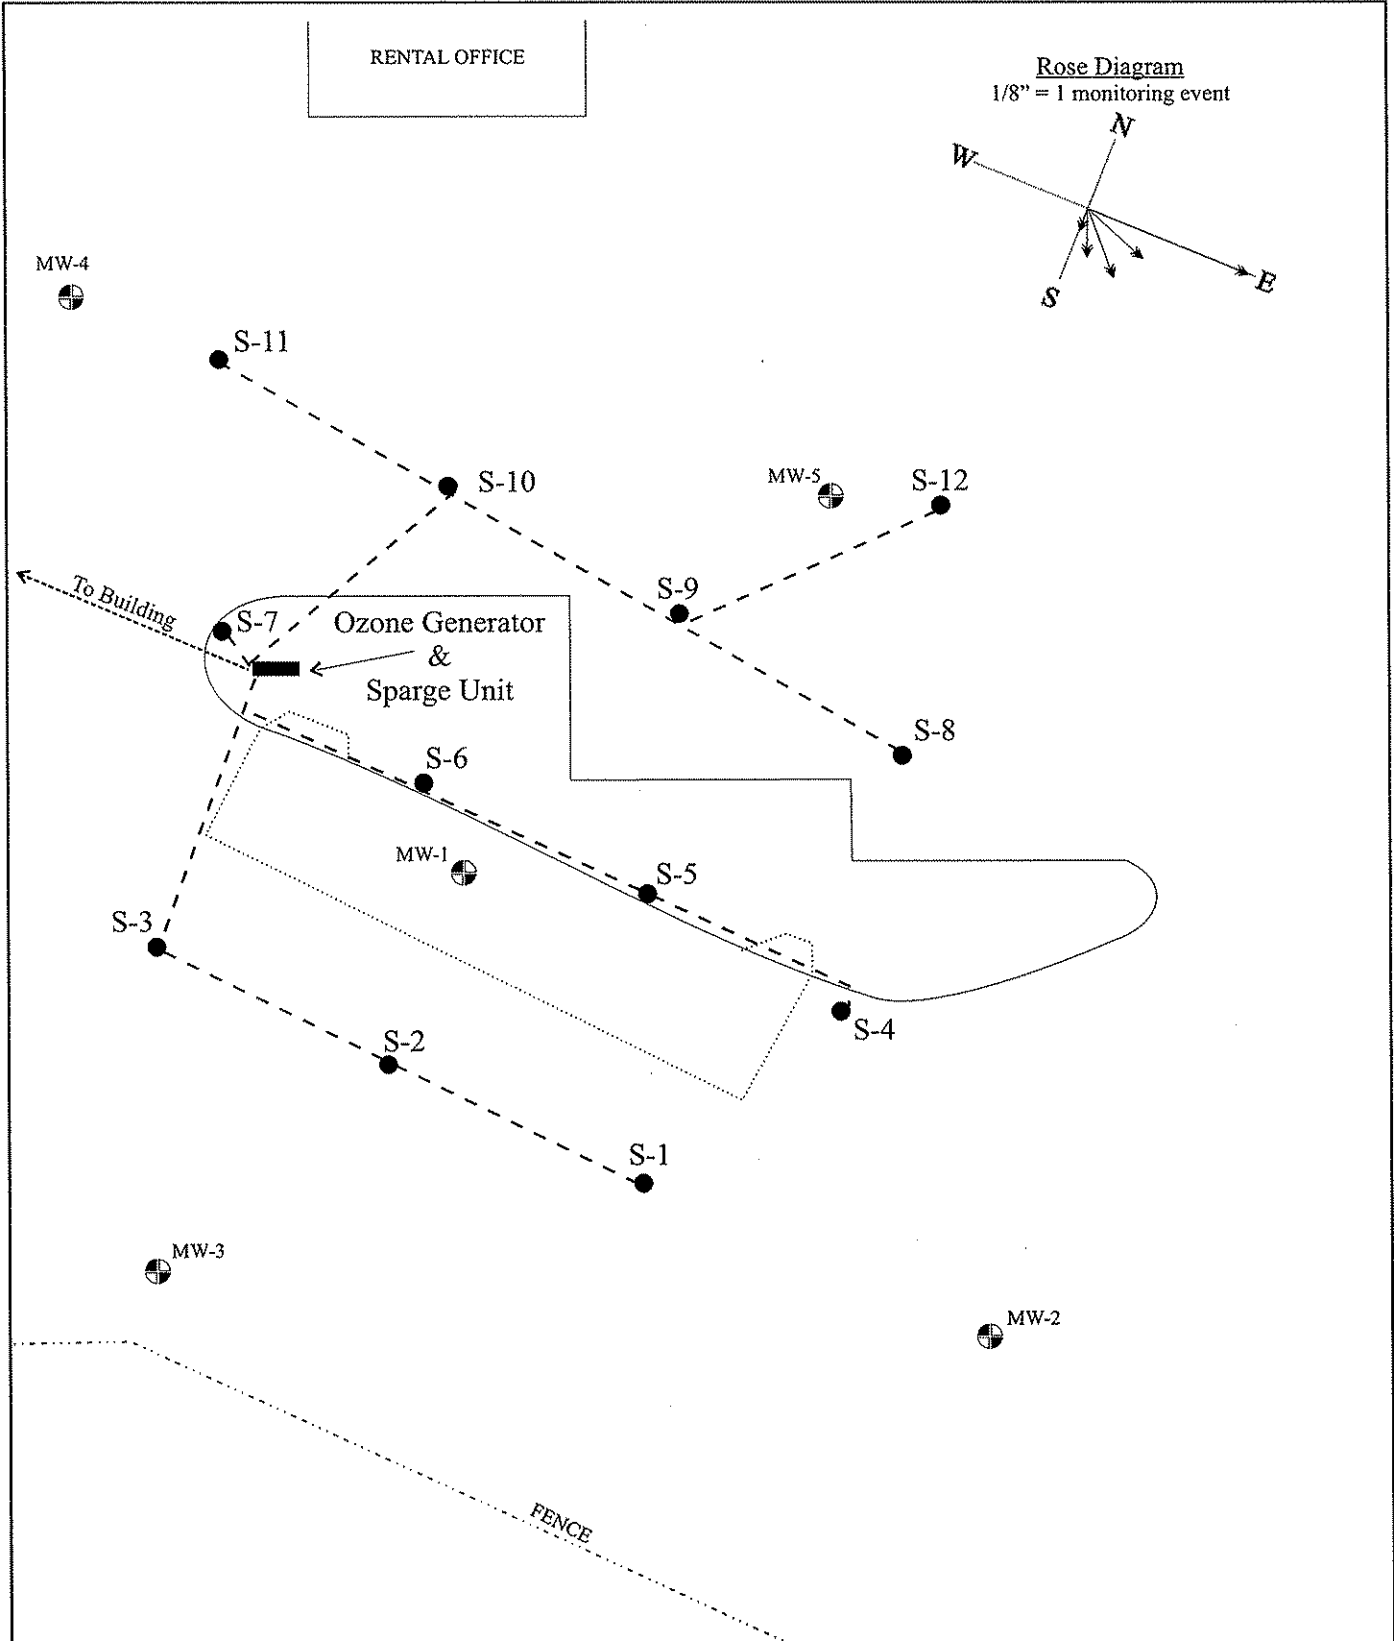 RENTAL OFFICE
Rose Diagram
1/8" = 1 monitoring event
N
W
E
S
MW-4
S-11
S-10
MW-5
S-12
To Building
S-9
S-7
Ozone Generator
&
Sparge Unit
S-8
S-6
MW-1
S-5
S-3
S-4
S-2
S-1
MW-3
MW-2
FENCE